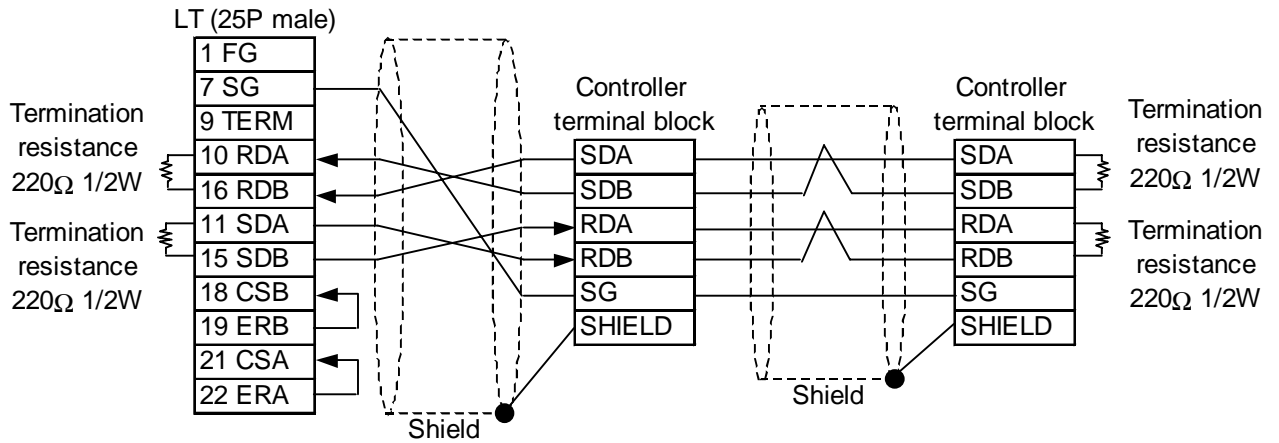 LT (25P male)
1 FG
7 SG
9 TERM
10 RDA
16 RDB
11 SDA
15 SDB
18 CSB
19 ERB
21 CSA
22 ERA
Termination
resistance
220Ω 1/2W
Termination
resistance
220Ω 1/2W
Shield
Controller
terminal block
SDA
SDB
RDA
RDB
SG
SHIELD
Shield
Controller
terminal block
SDA
SDB
RDA
RDB
SG
SHIELD
Termination
resistance
220Ω 1/2W
Termination
resistance
220Ω 1/2W